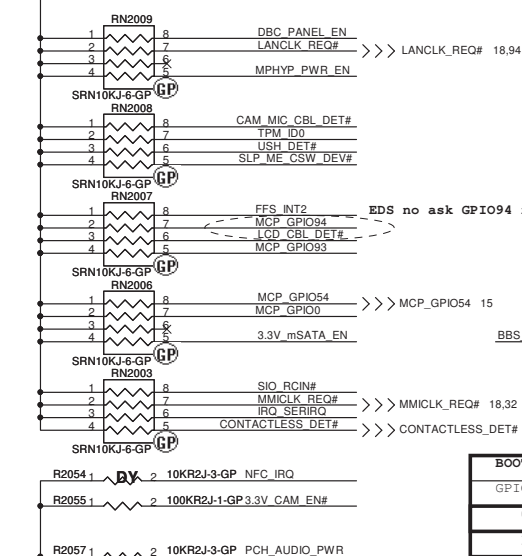 RN2009
1 8 DBC_PANEL_EN
2 7 LANCLK_REQ# LANCLK_REQ# 18,94
3 6
4 5 MPHYP_PWR_EN
SRN10KJ-6-GP GP
RN2008
1 8 CAM_MIC_CBL_DET#
2 7 TPM_ID0
3 6 USH_DET#
4 5 SLP_ME_CSW_DEV#
SRN10KJ-6-GP GP
RN2007
1 8 FFS_INT2 EDS no ask GPIO94
2 7 MCP_GPIO94
3 6 LCD_CBL_DET#
4 5 MCP_GPIO93
SRN10KJ-6-GP GP
RN2006
1 8 MCP_GPIO54 MCP_GPIO54 15
2 7 MCP_GPIO0
3 6
4 5 3.3V_mSATA_EN BBS_
SRN10KJ-6-GP GP
RN2003
1 8 SIO_RCIN#
2 7 MMICLK_REQ# MMICLK_REQ# 18,32
3 6 IRQ_SERIRQ
4 5 CONTACTLESS_DET# CONTACTLESS_DET#
SRN10KJ-6-GP GP
R2054 1 DY 2 10KR2J-3-GP NFC_IRQ
BOO
R2055 1 2 100KR2J-1-GP 3.3V_CAM_EN#
GPI
R2057 1 2 10KR2J-3-GP PCH_AUDIO_PWR